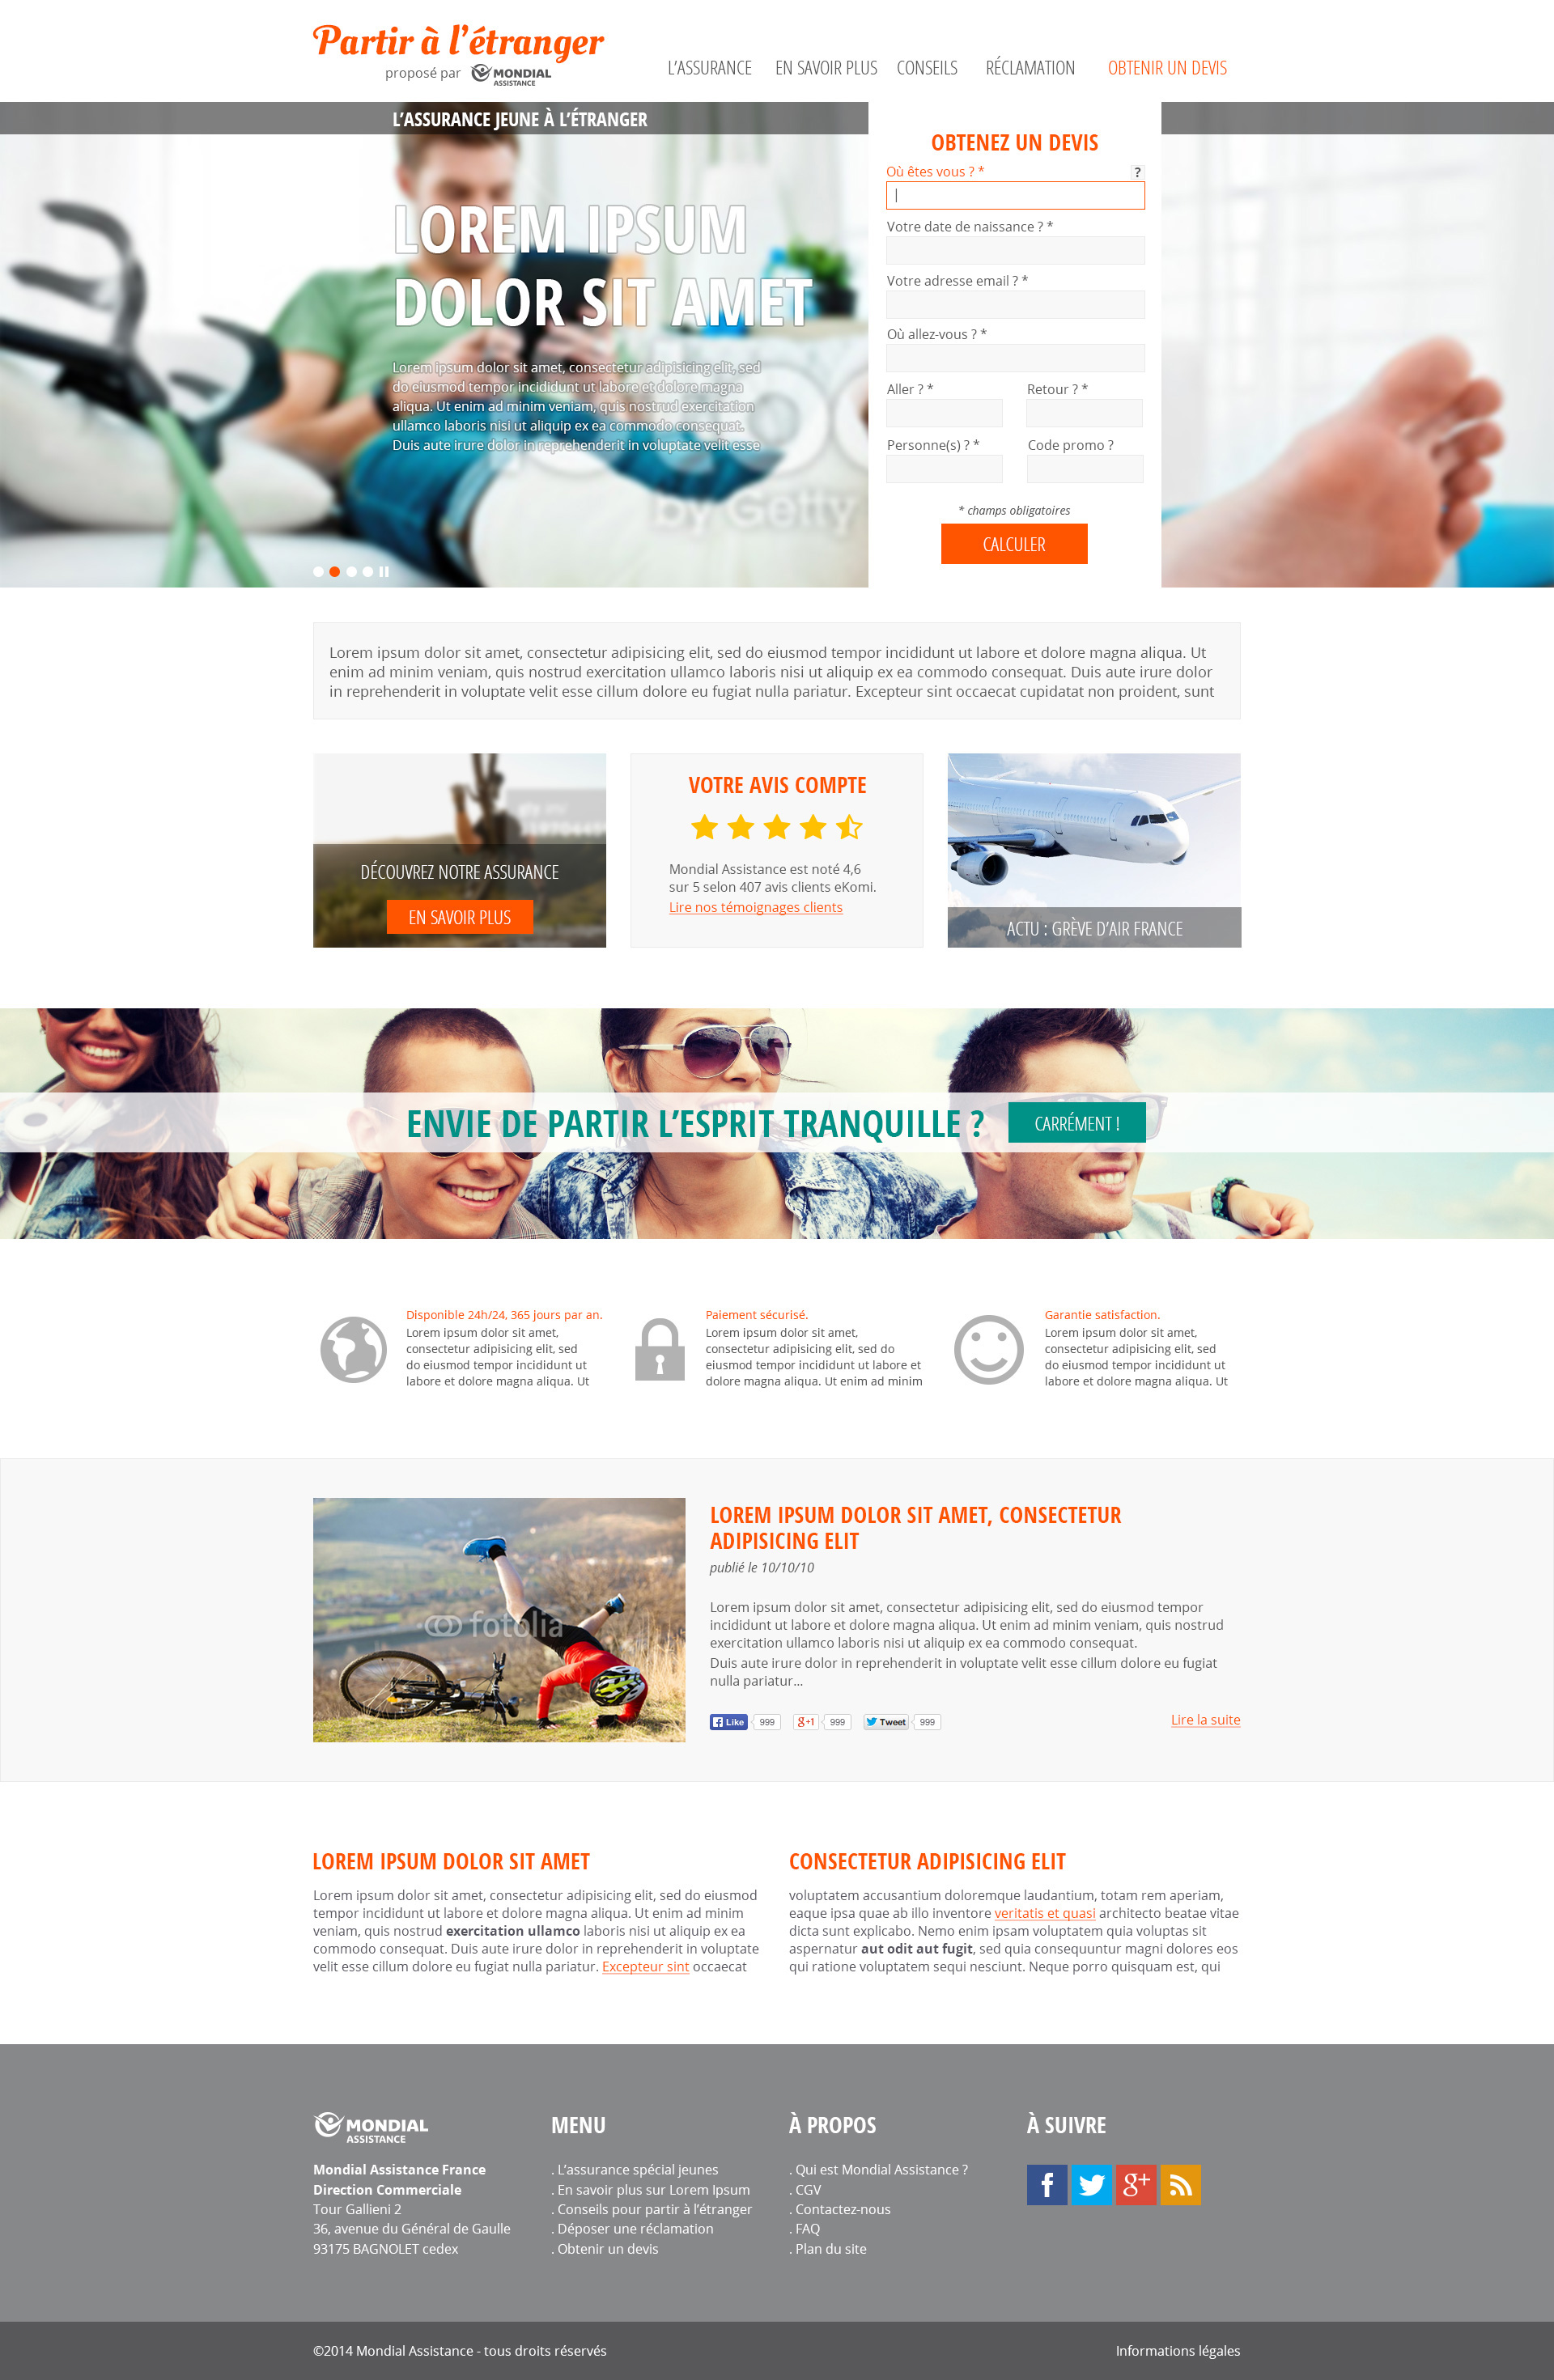 Partir à l’étranger
proposé par MONDIAL
ASSISTANCE
L’ASSURANCE EN SAVOIR PLUS CONSEILS RÉCLAMATION OBTENIR UN DEVIS
L’ASSURANCE JEUNE À L’ÉTRANGER
LOREM IPSUM
DOLOR SIT AMET
Lorem ipsum dolor sit amet, consectetur adipisicing elit, sed
do eiusmod tempor incididunt ut labore et dolore magna
aliqua. Ut enim ad minim veniam, quis nostrud exercitation
ullamco laboris nisi ut aliquip ex ea commodo consequat.
Duis aute irure dolor in reprehenderit in voluptate velit esse
by Getty
OBTENEZ UN DEVIS
Où êtes vous ? *
?
Votre date de naissance ? *
Votre adresse email ? *
Où allez-vous ? *
Aller ? * Retour ? *
Personne(s) ? * Code promo ?
* champs obligatoires
CALCULER
Lorem ipsum dolor sit amet, consectetur adipisicing elit, sed do eiusmod tempor incididunt ut labore et dolore magna aliqua. Ut
enim ad minim veniam, quis nostrud exercitation ullamco laboris nisi ut aliquip ex ea commodo consequat. Duis aute irure dolor
in reprehenderit in voluptate velit esse cillum dolore eu fugiat nulla pariatur. Excepteur sint occaecat cupidatat non proident, sunt
DÉCOUVREZ NOTRE ASSURANCE
EN SAVOIR PLUS
VOTRE AVIS COMPTE
Mondial Assistance est noté 4,6
sur 5 selon 407 avis clients eKomi.
Lire nos témoignages clients
ACTU : GRÈVE D’AIR FRANCE
ENVIE DE PARTIR L’ESPRIT TRANQUILLE ?
CARRÉMENT !
Disponible 24h/24, 365 jours par an.
Lorem ipsum dolor sit amet,
consectetur adipisicing elit, sed
do eiusmod tempor incididunt ut
labore et dolore magna aliqua. Ut
Paiement sécurisé.
Lorem ipsum dolor sit amet,
consectetur adipisicing elit, sed do
eiusmod tempor incididunt ut labore et
dolore magna aliqua. Ut enim ad minim
Garantie satisfaction.
Lorem ipsum dolor sit amet,
consectetur adipisicing elit, sed
do eiusmod tempor incididunt ut
labore et dolore magna aliqua. Ut
fotolia
LOREM IPSUM DOLOR SIT AMET, CONSECTETUR
ADIPISICING ELIT
publié le 10/10/10
Lorem ipsum dolor sit amet, consectetur adipisicing elit, sed do eiusmod tempor
incididunt ut labore et dolore magna aliqua. Ut enim ad minim veniam, quis nostrud
exercitation ullamco laboris nisi ut aliquip ex ea commodo consequat.
Duis aute irure dolor in reprehenderit in voluptate velit esse cillum dolore eu fugiat
nulla pariatur...
Like 999 g+1 999 Tweet 999
Lire la suite
LOREM IPSUM DOLOR SIT AMET
Lorem ipsum dolor sit amet, consectetur adipisicing elit, sed do eiusmod
tempor incididunt ut labore et dolore magna aliqua. Ut enim ad minim
veniam, quis nostrud exercitation ullamco laboris nisi ut aliquip ex ea
commodo consequat. Duis aute irure dolor in reprehenderit in voluptate
velit esse cillum dolore eu fugiat nulla pariatur. Excepteur sint occaecat
CONSECTETUR ADIPISICING ELIT
voluptatem accusantium doloremque laudantium, totam rem aperiam,
eaque ipsa quae ab illo inventore veritatis et quasi architecto beatae vitae
dicta sunt explicabo. Nemo enim ipsam voluptatem quia voluptas sit
aspernatur aut odit aut fugit, sed quia consequuntur magni dolores eos
qui ratione voluptatem sequi nesciunt. Neque porro quisquam est, qui
MONDIAL
ASSISTANCE
Mondial Assistance France
Direction Commerciale
Tour Gallieni 2
36, avenue du Général de Gaulle
93175 BAGNOLET cedex
MENU
. L’assurance spécial jeunes
. En savoir plus sur Lorem Ipsum
. Conseils pour partir à l’étranger
. Déposer une réclamation
. Obtenir un devis
À PROPOS
. Qui est Mondial Assistance ?
. CGV
. Contactez-nous
. FAQ
. Plan du site
À SUIVRE
f g+
©2014 Mondial Assistance - tous droits réservés
Informations légales